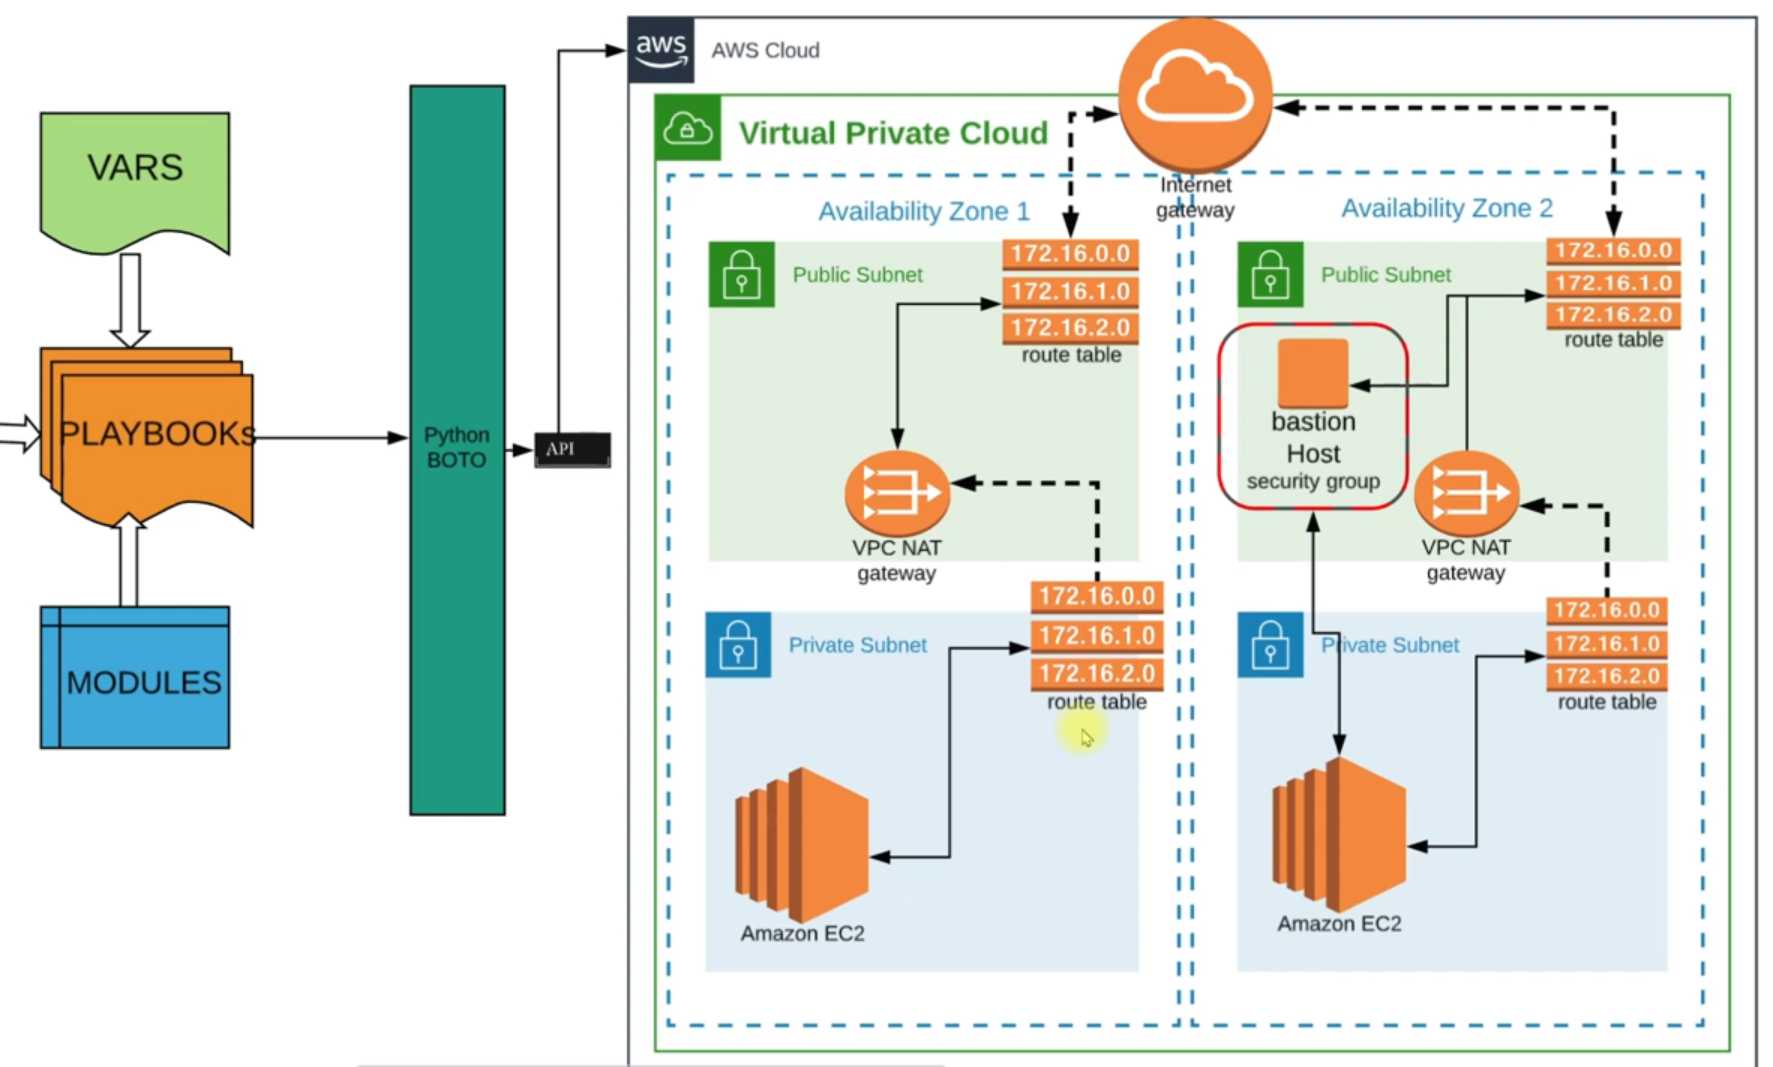 VARS
PLAYBOOKs
MODULES
Python
BOTO
API
aws
AWS Cloud
Virtual Private Cloud
Internet
gateway
Availability Zone 1
Public Subnet
172.16.0.0
172.16.1.0
172.16.2.0
route table
VPC NAT
gateway
Private Subnet
172.16.0.0
172.16.1.0
172.16.2.0
route table
Amazon EC2
Availability Zone 2
Public Subnet
172.16.0.0
172.16.1.0
172.16.2.0
route table
bastion
Host
security group
VPC NAT
gateway
Private Subnet
172.16.0.0
172.16.1.0
172.16.2.0
route table
Amazon EC2